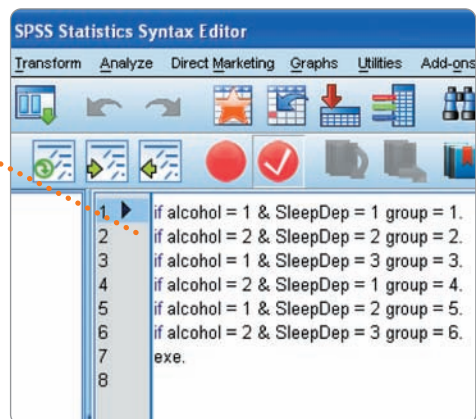 SPSS Statistics Syntax Editor
Transform Analyze Direct Marketing Graphs Utilities Add-ons
1 if alcohol = 1 & SleepDep = 1 group = 1.
2 if alcohol = 2 & SleepDep = 2 group = 2.
3 if alcohol = 1 & SleepDep = 3 group = 3.
4 if alcohol = 2 & SleepDep = 1 group = 4.
5 if alcohol = 1 & SleepDep = 2 group = 5.
6 if alcohol = 2 & SleepDep = 3 group = 6.
7 exe.
8